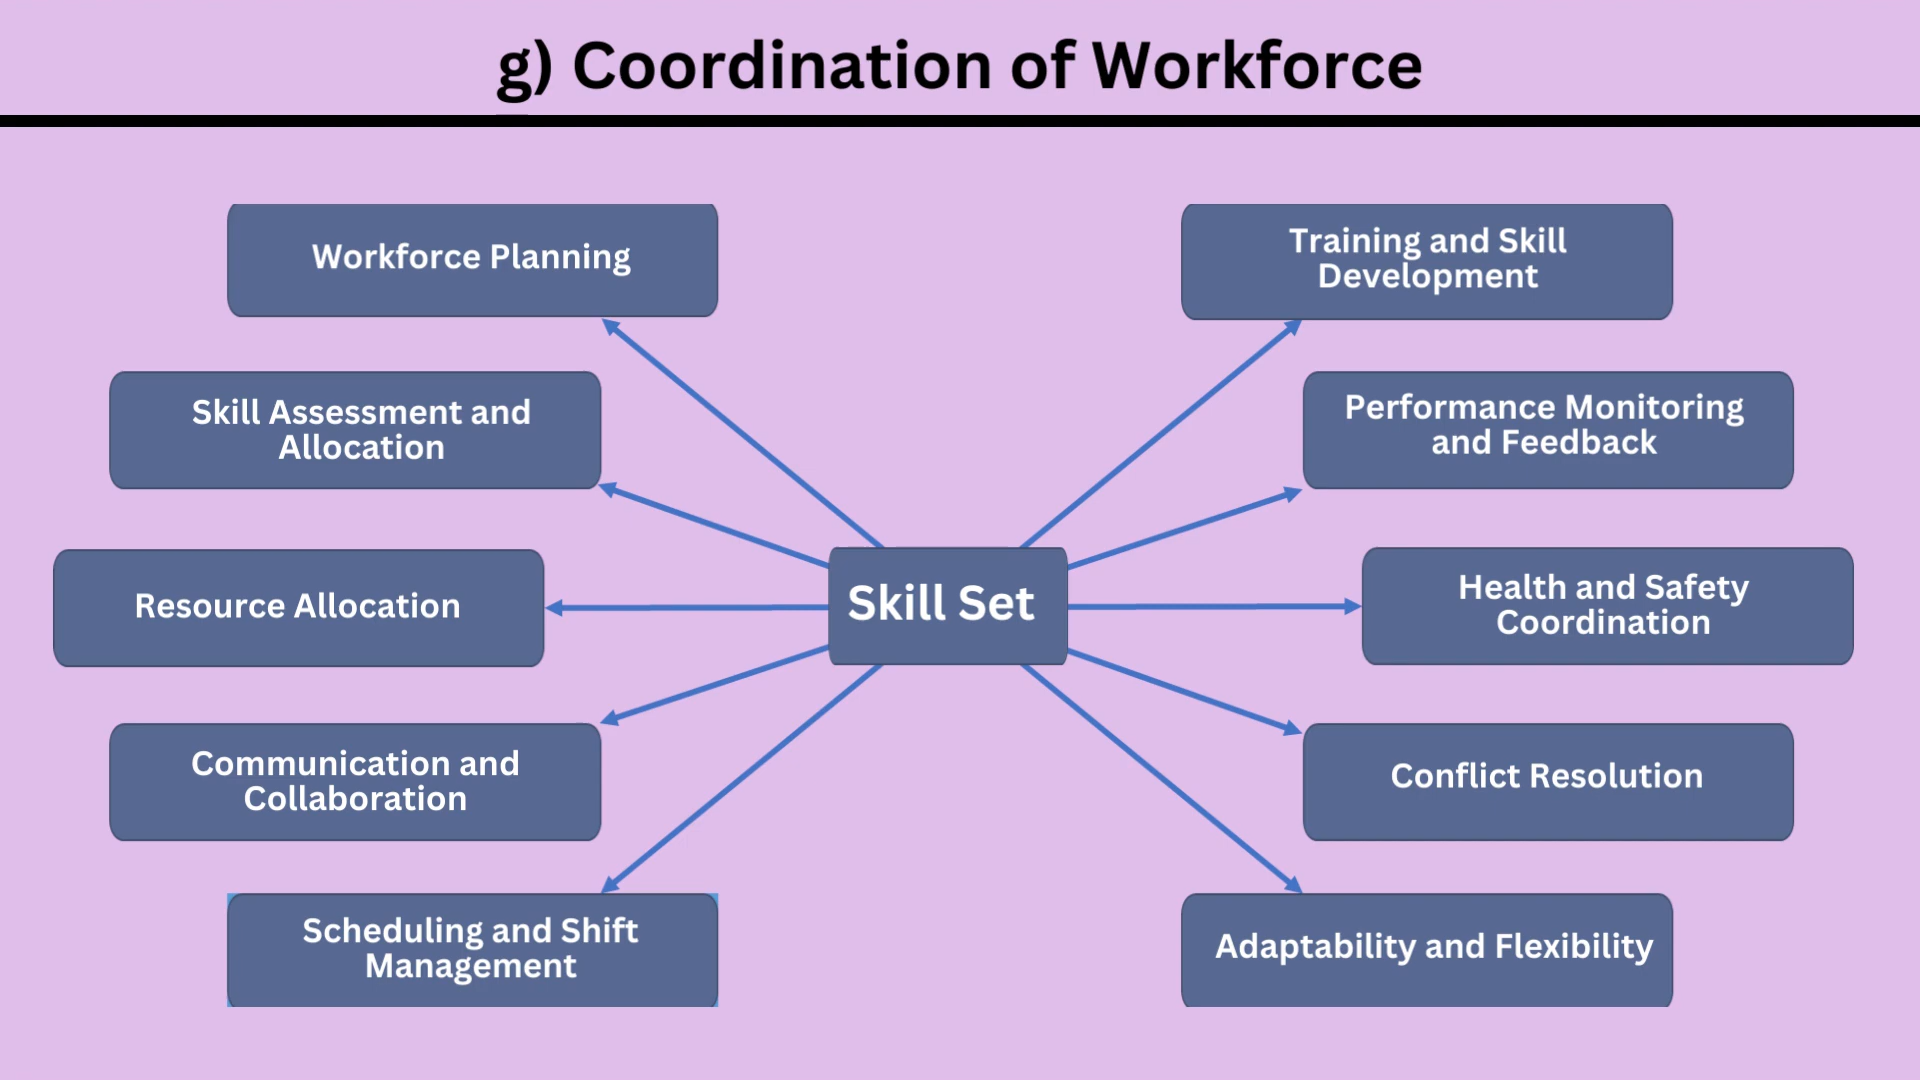 g) Coordination of Workforce
Workforce Planning
Skill Assessment and
Allocation
Resource Allocation
Communication and
Collaboration
Scheduling and Shift
Management
Skill Set
Training and Skill
Development
Performance Monitoring
and Feedback
Health and Safety
Coordination
Conflict Resolution
Adaptability and Flexibility